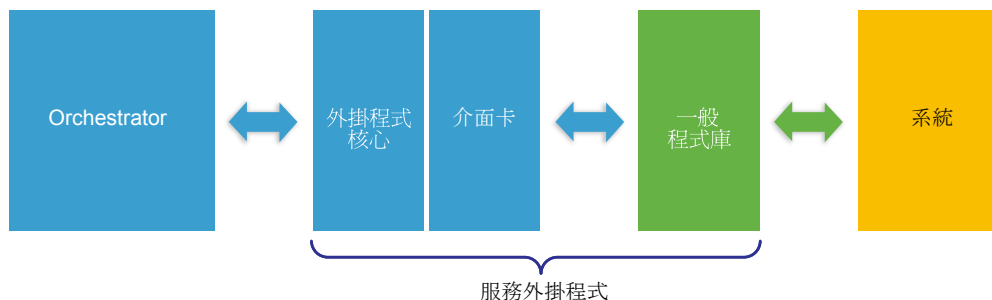 Orchestrator
外掛程式
核心
介面卡
一般
程式庫
系統
服務外掛程式